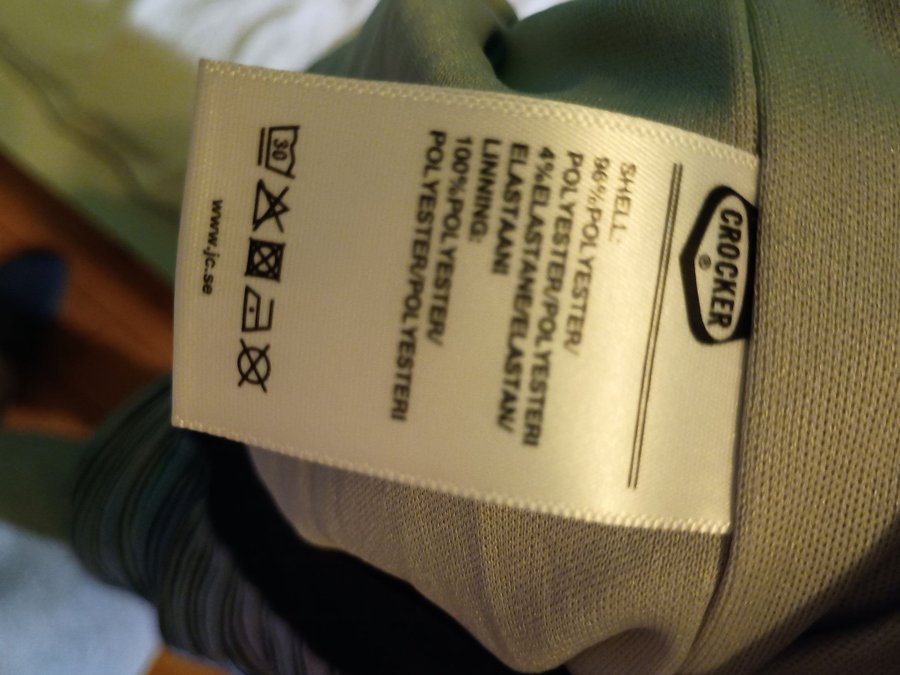 CROCKER
®
SHELL:
96%POLYESTER/
POLYESTER/POLYESTERI
4%ELASTANE/ELASTAN/
ELASTAANI
LINNING:
100%POLYESTER/
POLYESTER/POLYESTERI
30
www.jc.se